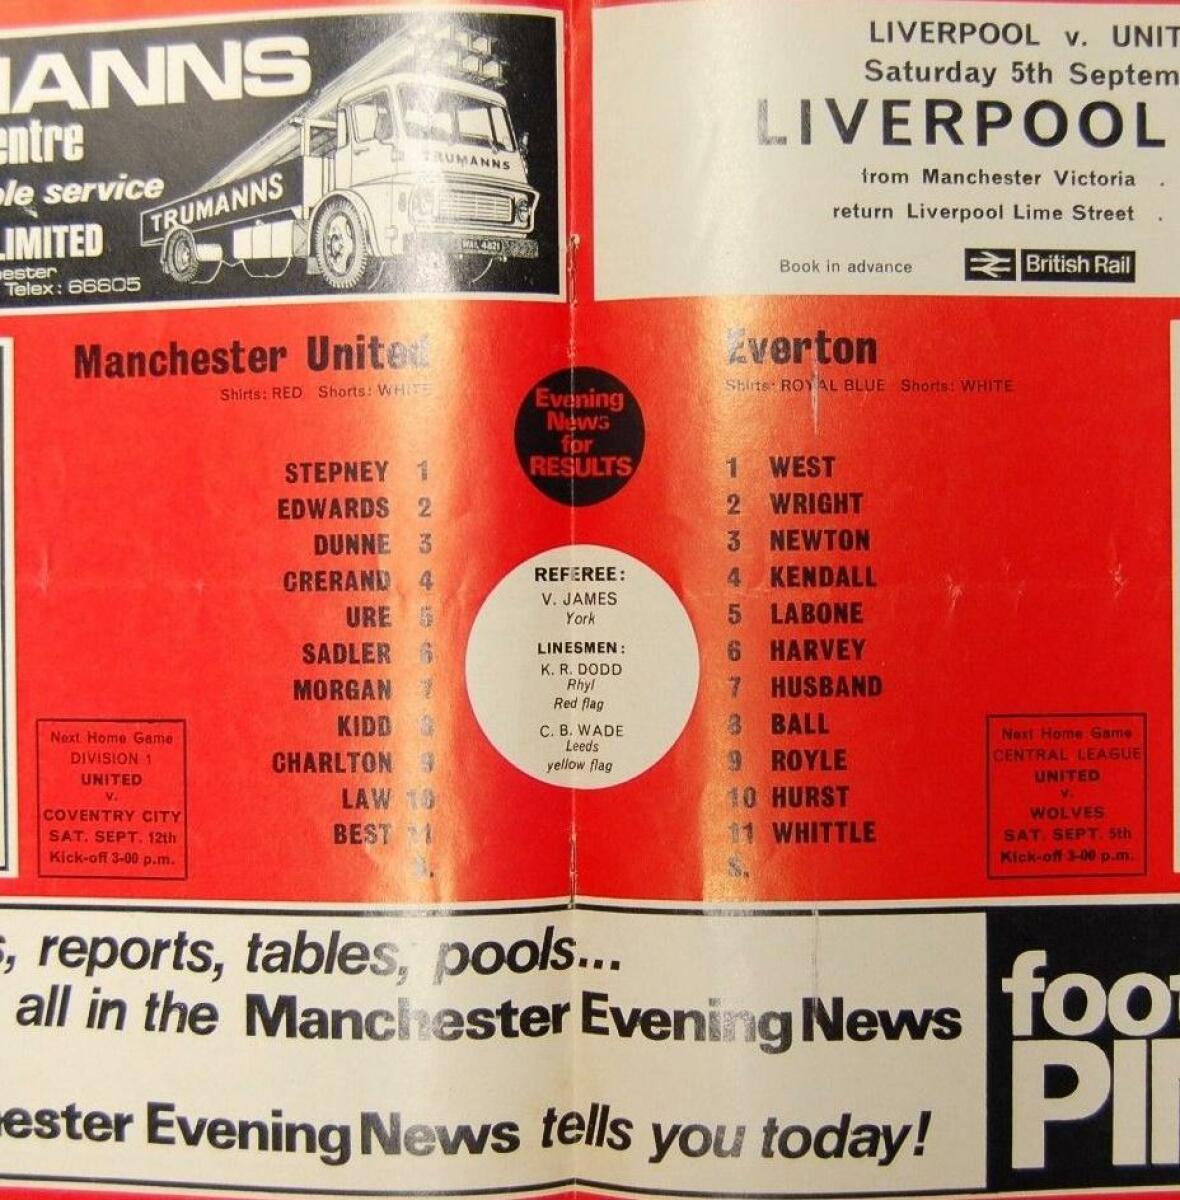 MANNS
entre
le service
TRUMANNS
TRUMANNS
LIMITED
ester
Telex: 66605
LIVERPOOL v. UNIT
Saturday 5th Septem
LIVERPOOL
from Manchester Victoria .
return Liverpool Lime Street .
Book in advance
British Rail
Manchester United
Shirts: RED Shorts: WHITE
STEPNEY 1
EDWARDS 2
DUNNE 3
CRERAND 4
URE 5
SADLER 6
MORGAN 7
KIDD 8
CHARLTON 9
LAW 10
BEST 11
S.
Evening
News
for
RESULTS
REFEREE:
V. JAMES
York
LINESMEN:
K. R. DODD
Rhyl
Red flag
C. B. WADE
Leeds
yellow flag
Everton
Shirts: ROYAL BLUE Shorts: WHITE
1 WEST
2 WRIGHT
3 NEWTON
4 KENDALL
5 LABONE
6 HARVEY
7 HUSBAND
8 BALL
9 ROYLE
10 HURST
11 WHITTLE
S.
Next Home Game
DIVISION 1
UNITED
v.
COVENTRY CITY
SAT. SEPT. 12th
Kick-off 3-00 p.m.
Next Home Game
CENTRAL LEAGUE
UNITED
v.
WOLVES
SAT. SEPT. 5th
Kick-off 3-00 p.m.
s, reports, tables, pools...
all in the Manchester Evening News
ester Evening News tells you today!
foot
PIN